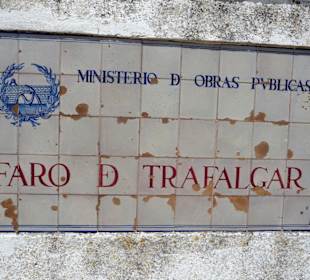 MINISTERIO D OBRAS PVBLICAS
FARO Đ TRAFALGAR